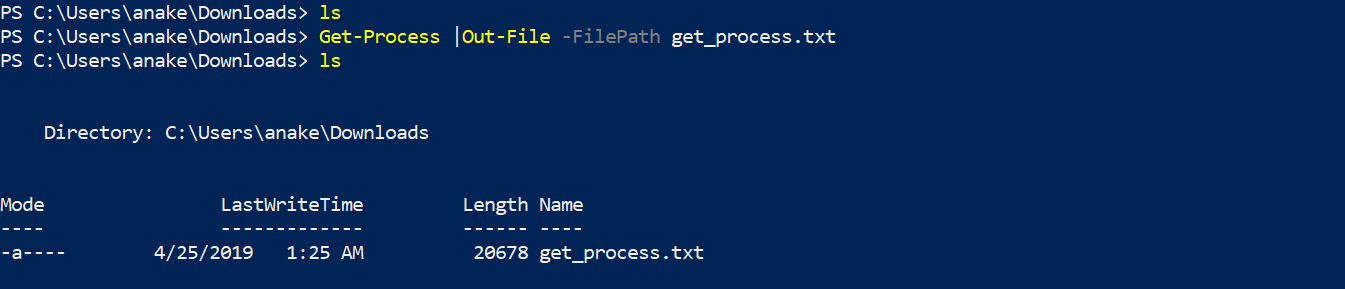 PS C:\Users\anake\Downloads> ls
PS C:\Users\anake\Downloads> Get-Process |Out-File -FilePath get_process.txt
PS C:\Users\anake\Downloads> ls
Directory: C:\Users\anake\Downloads
Mode LastWriteTime Length Name
---- ------------- ------ ----
-a---- 4/25/2019 1:25 AM 20678 get_process.txt